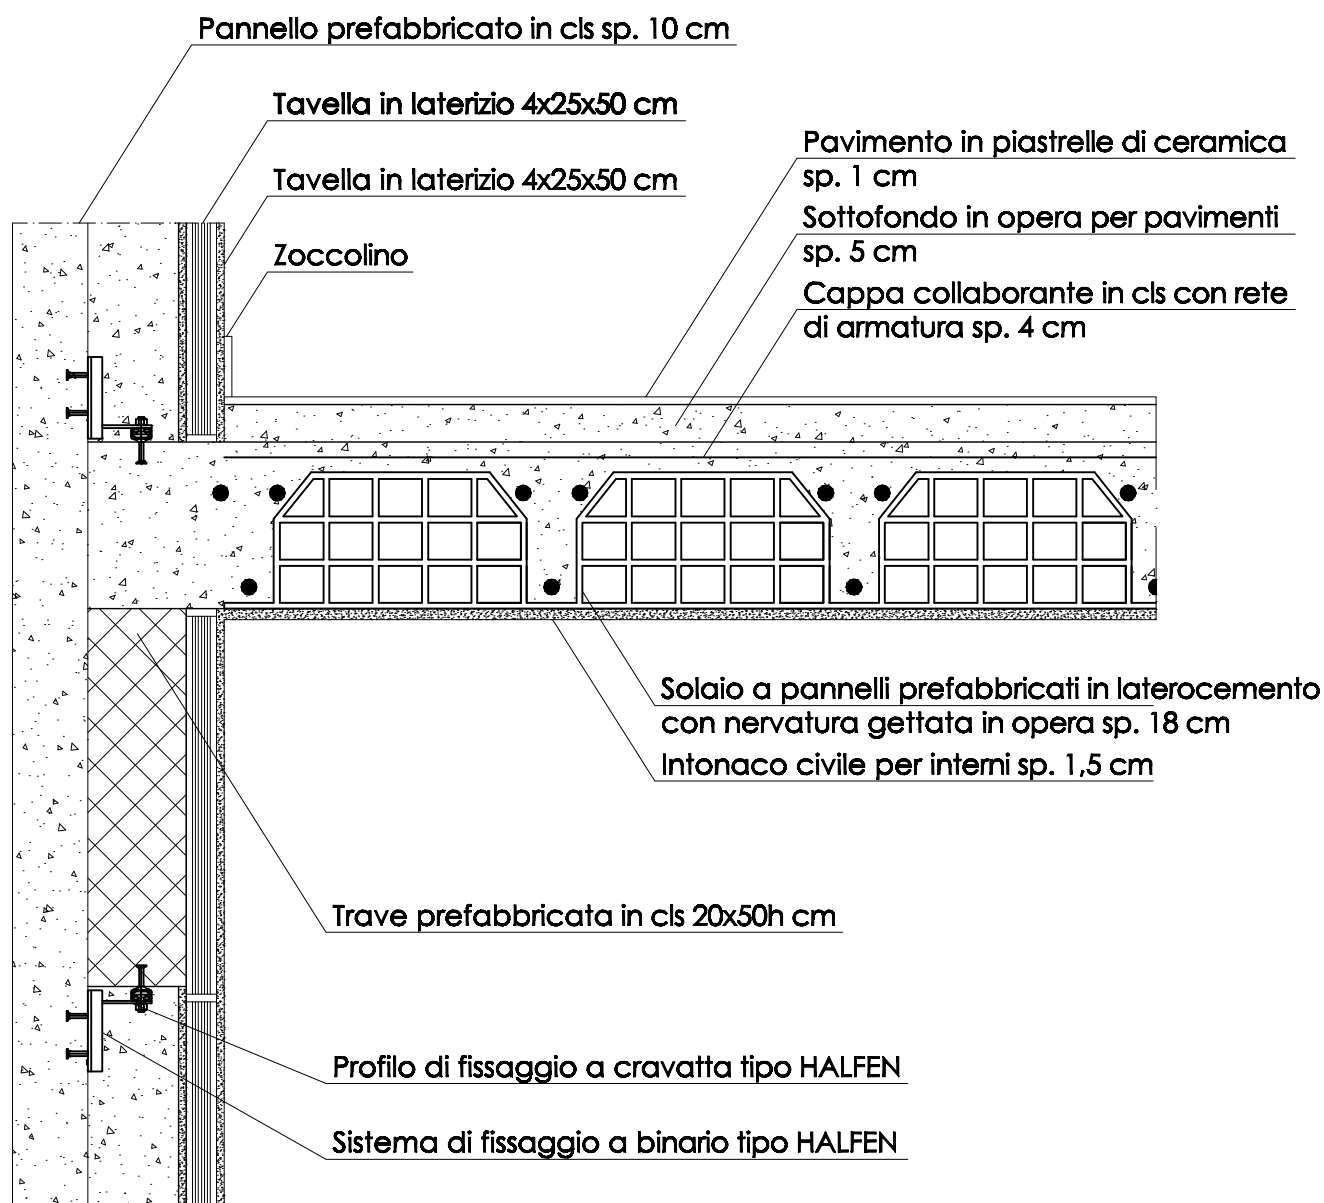 Pannello prefabbricato in cls sp. 10 cm
Tavella in laterizio 4x25x50 cm
Tavella in laterizio 4x25x50 cm
Zoccolino
Pavimento in piastrelle di ceramica
sp. 1 cm
Sottofondo in opera per pavimenti
sp. 5 cm
Cappa collaborante in cls con rete
di armatura sp. 4 cm
Solaio a pannelli prefabbricati in laterocemento
con nervatura gettata in opera sp. 18 cm
Intonaco civile per interni sp. 1,5 cm
Trave prefabbricata in cls 20x50h cm
Profilo di fissaggio a cravatta tipo HALFEN
Sistema di fissaggio a binario tipo HALFEN